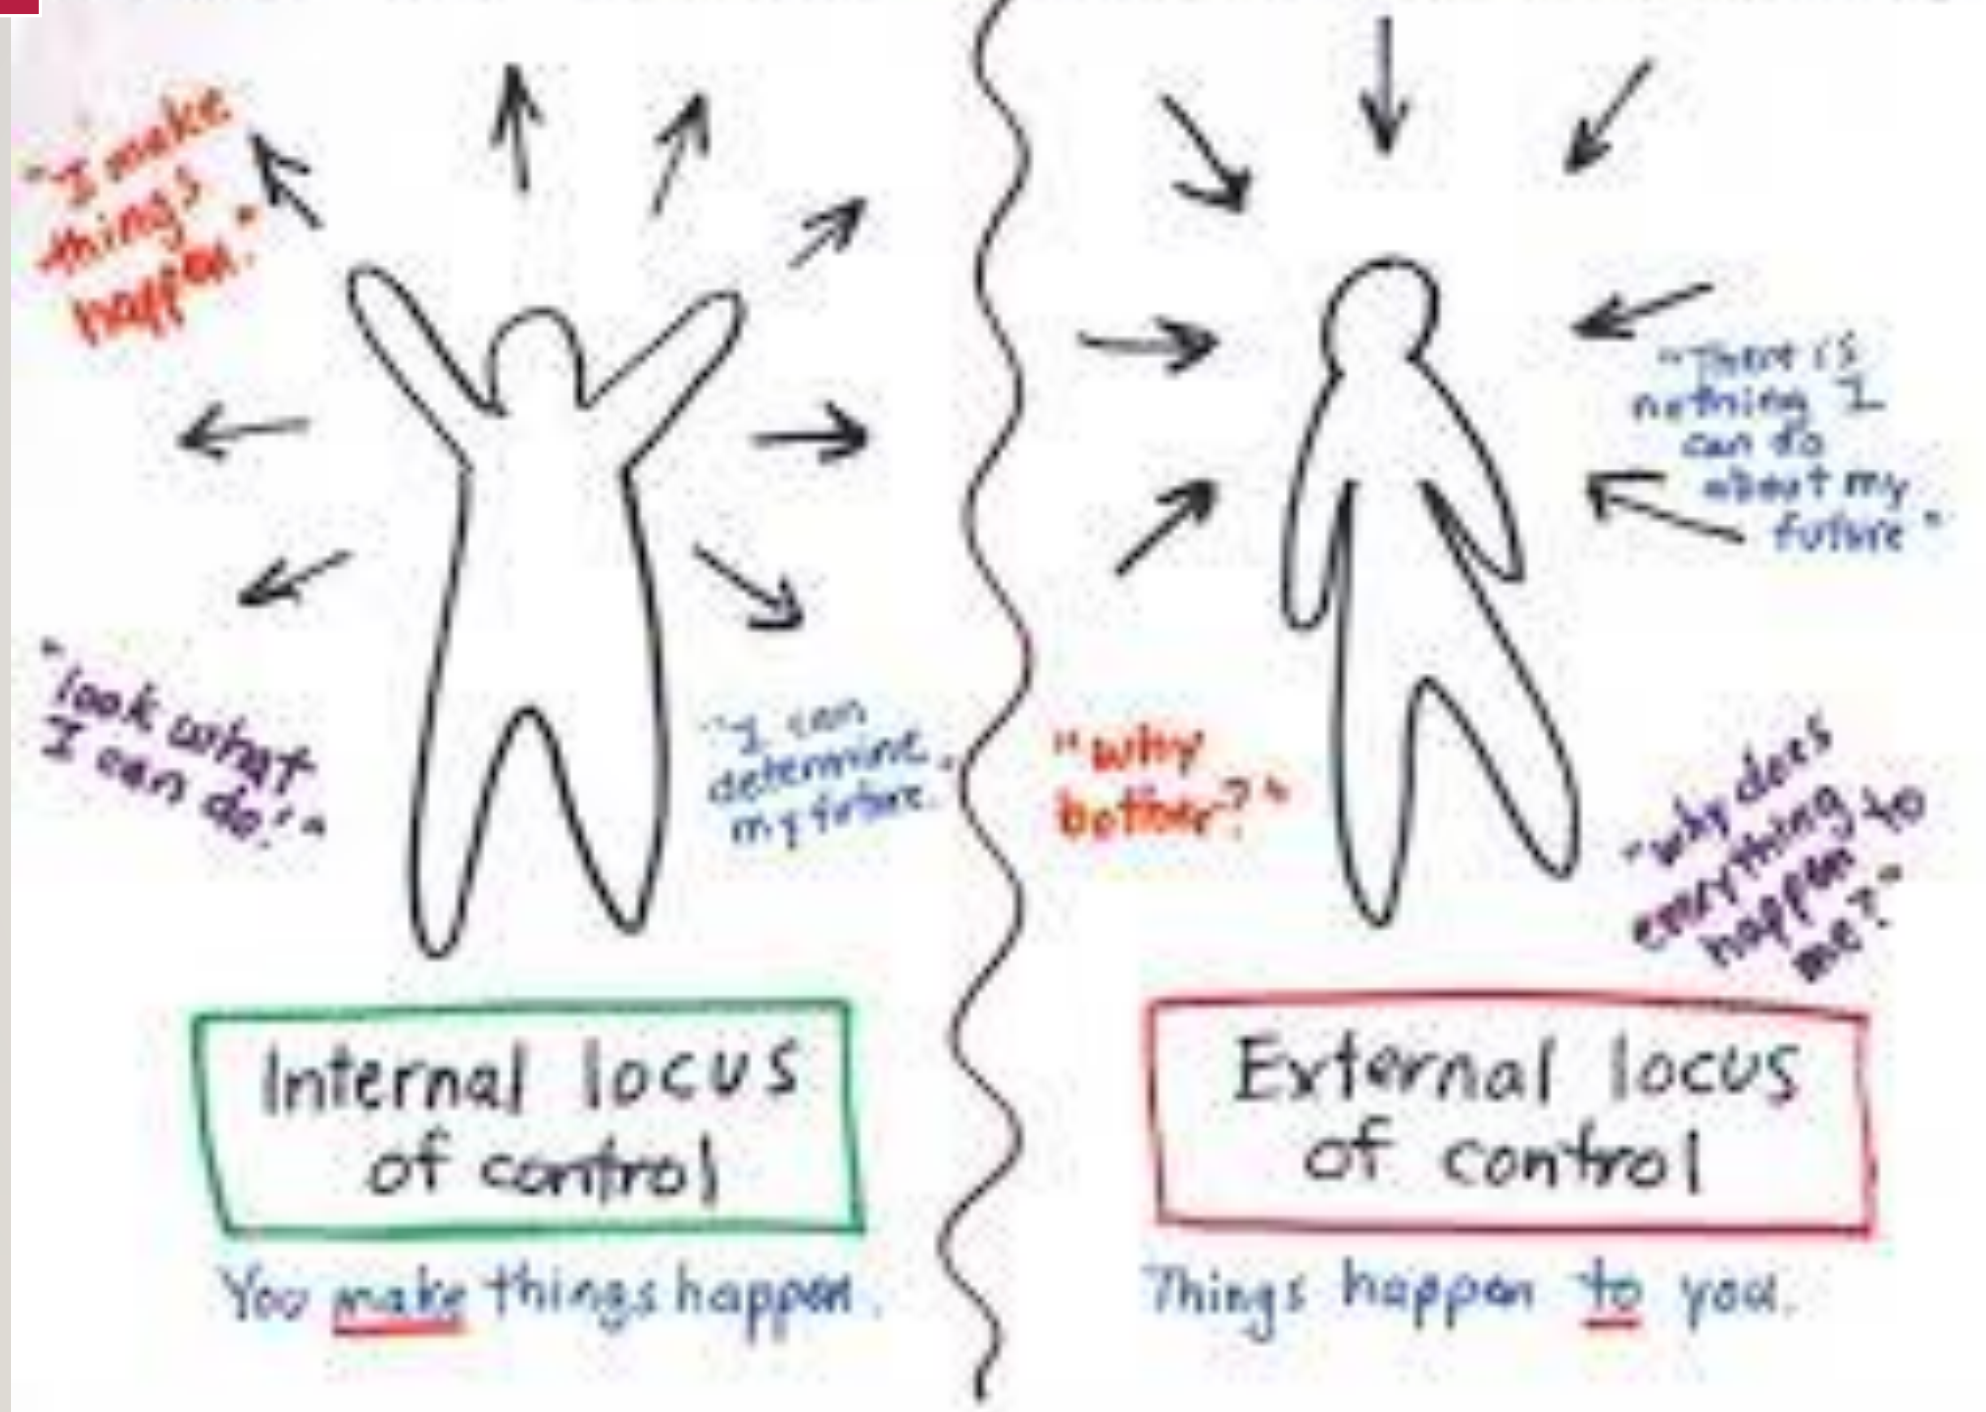 "I make
things
happen."
"look what
I can do!"
"I can
determine
my future."
Internal locus
of control
You make things happen.
"There is
nothing I
can do
about my
future"
"why
bother?"
"why does
everything
happen to
me?"
External locus
of control
Things happen to you.